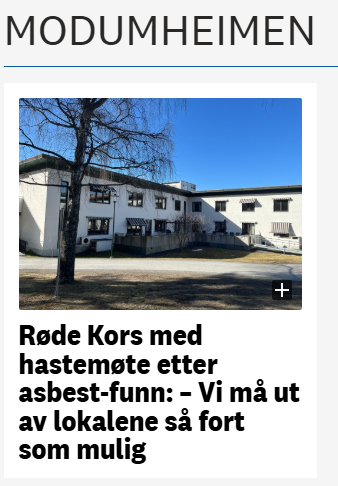 MODUMHEIMEN
Røde Kors med
hastemøte etter
asbest-funn: – Vi må ut
av lokalene så fort
som mulig